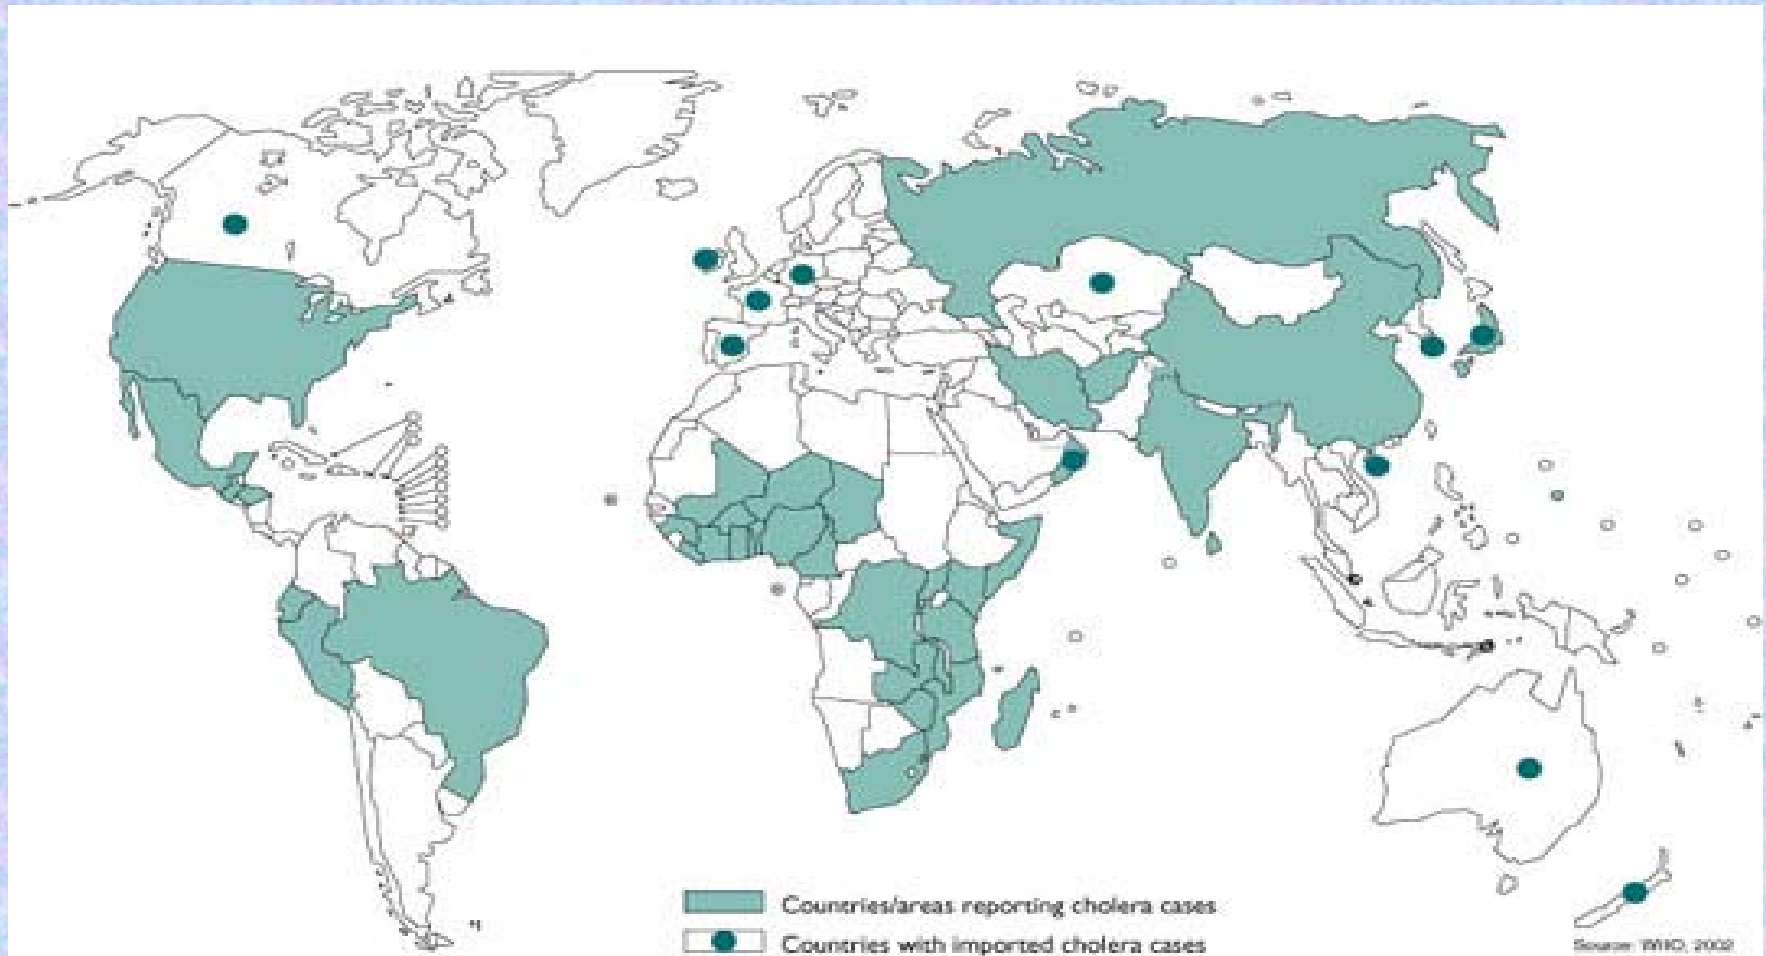 Countries/areas reporting cholera cases
Countries with imported cholera cases
Source: WHO, 2002